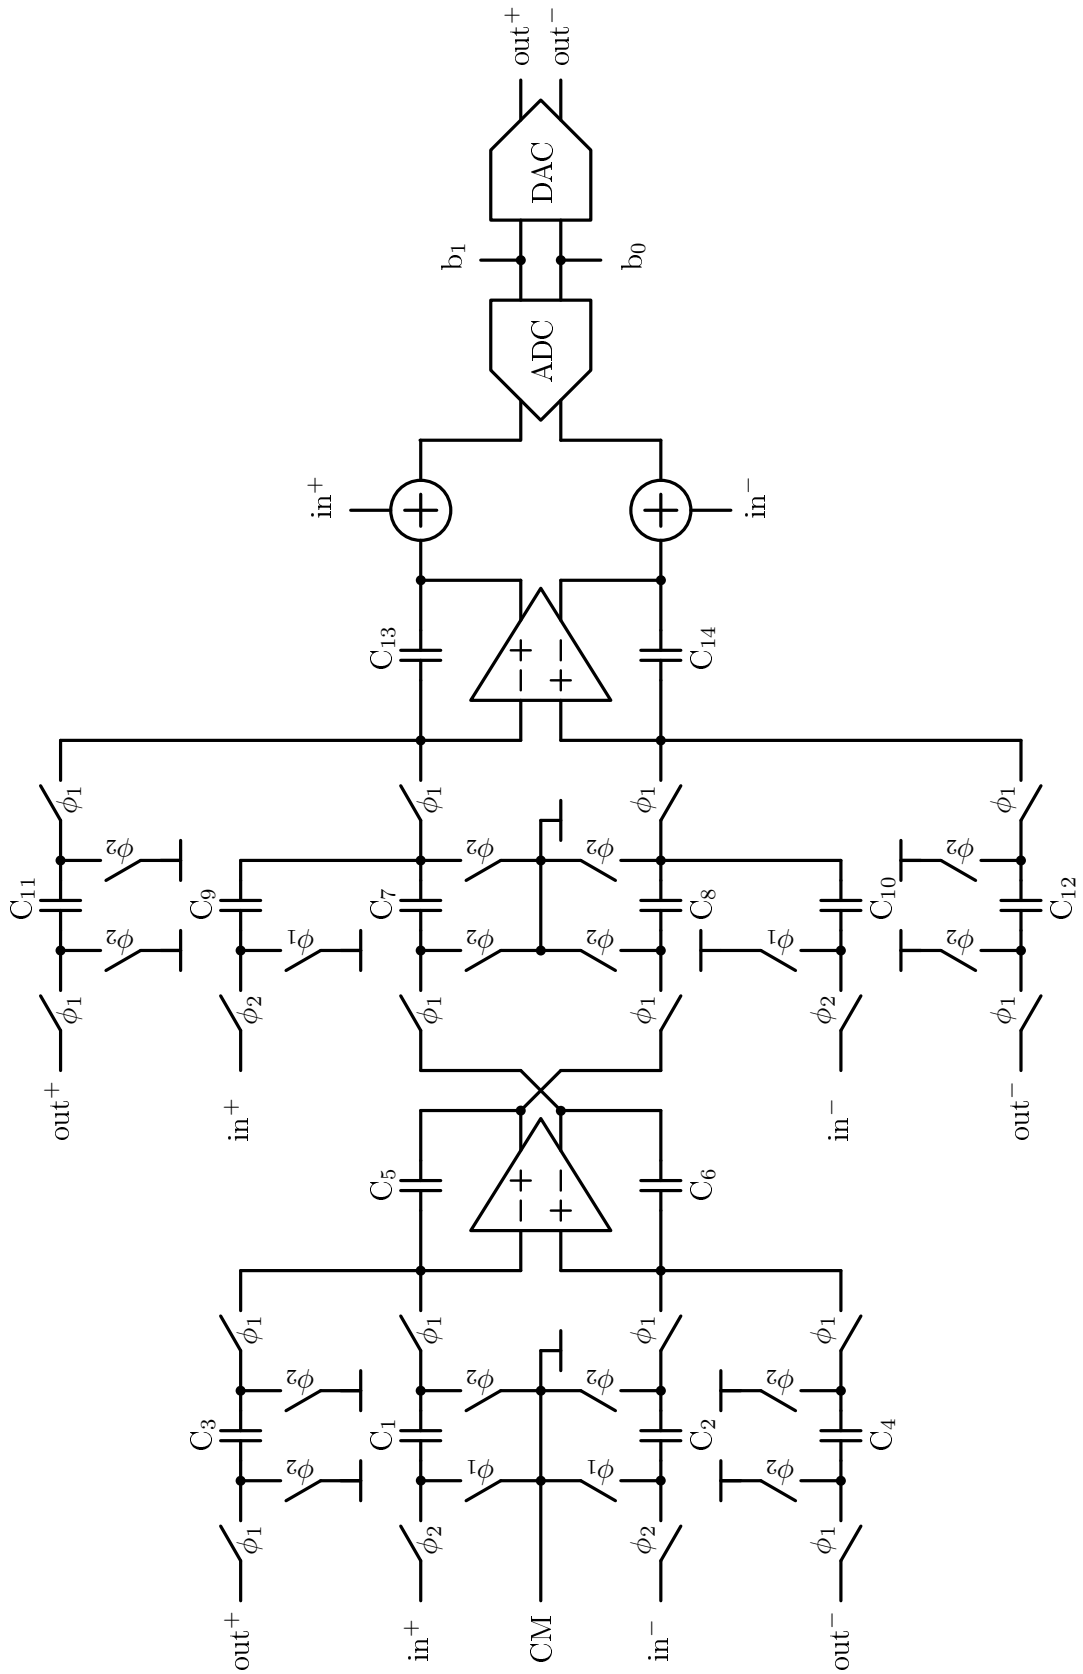 C₁₁
out⁺ ϕ₁ ϕ₁
ϕ₂ ϕ₂
C₃ C₉
out⁺ ϕ₁ ϕ₁ in⁺ ϕ₂
ϕ₂ ϕ₂ ϕ₁
in⁺
C₁ C₅ C₇ C₁₃
in⁺ ϕ₂ ϕ₁ ϕ₁ ϕ₁ +
b₁
ϕ₁ ϕ₂ ϕ₂ ϕ₂
− + − + out⁺
CM ADC DAC
+ − + − out⁻
ϕ₁ ϕ₂ ϕ₂ ϕ₂
b₀
in⁻ ϕ₂ ϕ₁ ϕ₁ ϕ₁ +
C₂ C₆ C₈ C₁₄
in⁻
ϕ₂ ϕ₂ ϕ₁
out⁻ ϕ₁ ϕ₁ in⁻ ϕ₂
C₄ C₁₀
ϕ₂ ϕ₂
out⁻ ϕ₁ ϕ₁
C₁₂